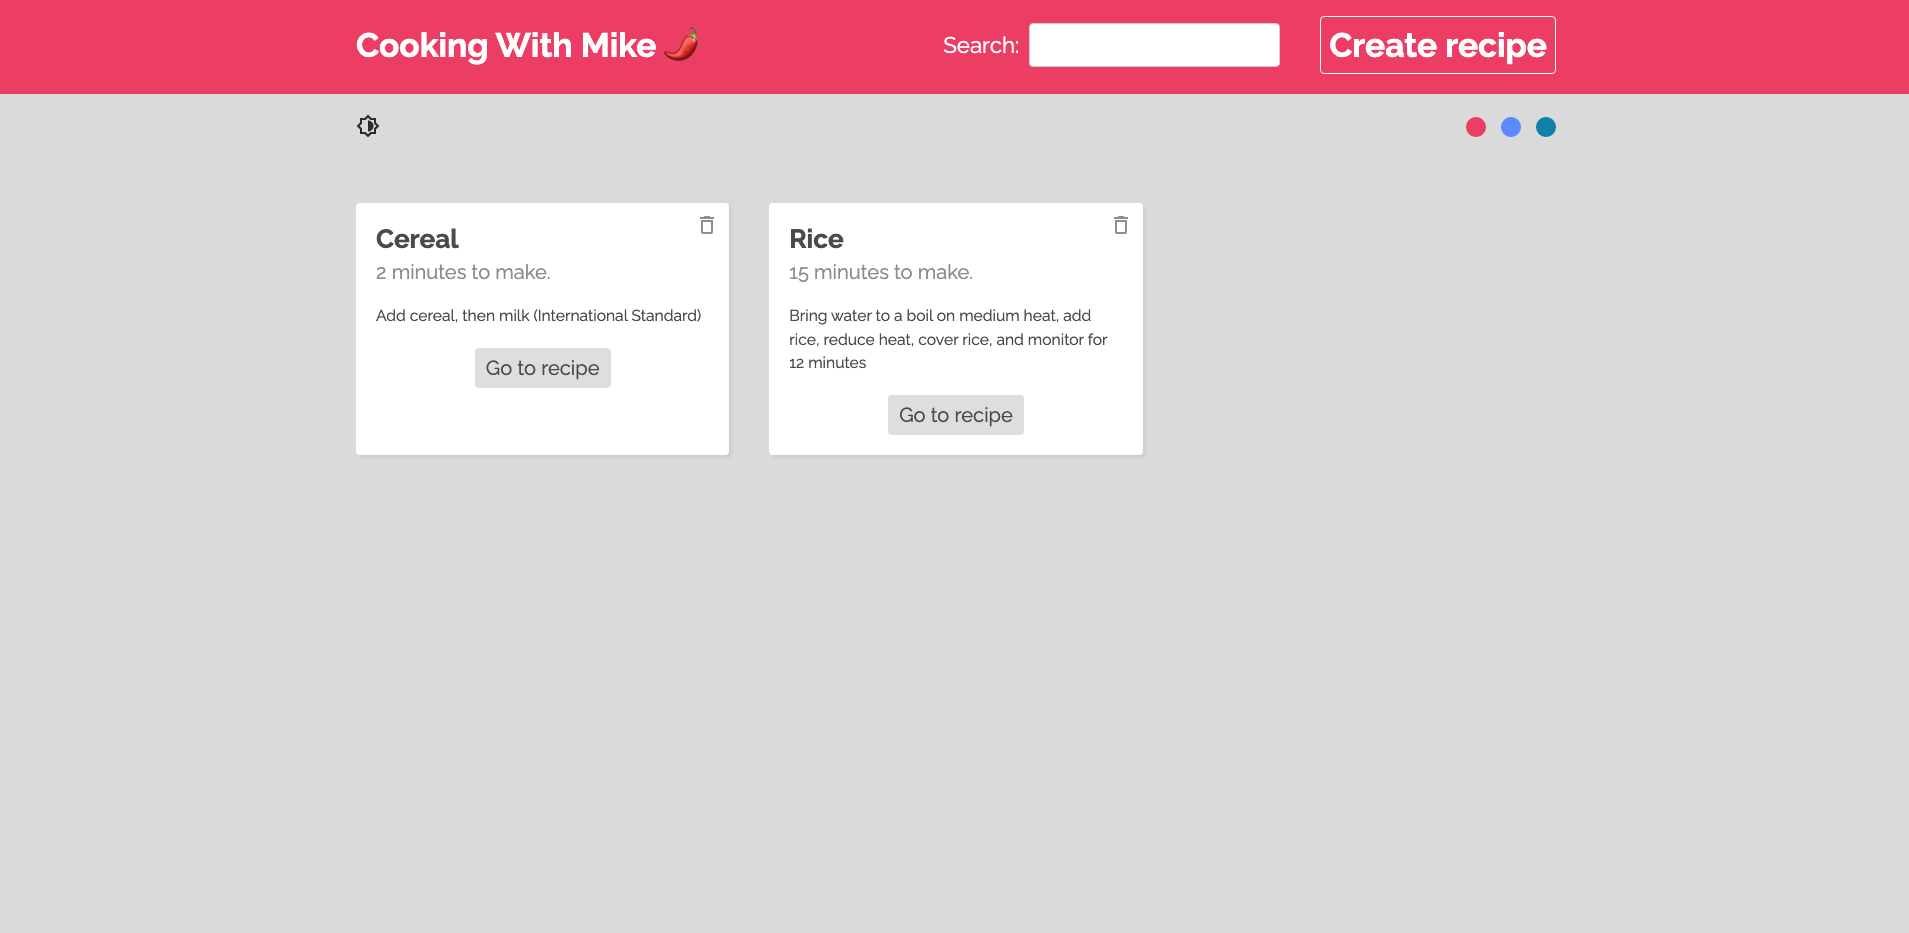 Cooking With Mike 🌶️
Search:
Create recipe
Cereal
2 minutes to make.
Add cereal, then milk (International Standard)
Go to recipe
Rice
15 minutes to make.
Bring water to a boil on medium heat, add
rice, reduce heat, cover rice, and monitor for
12 minutes
Go to recipe